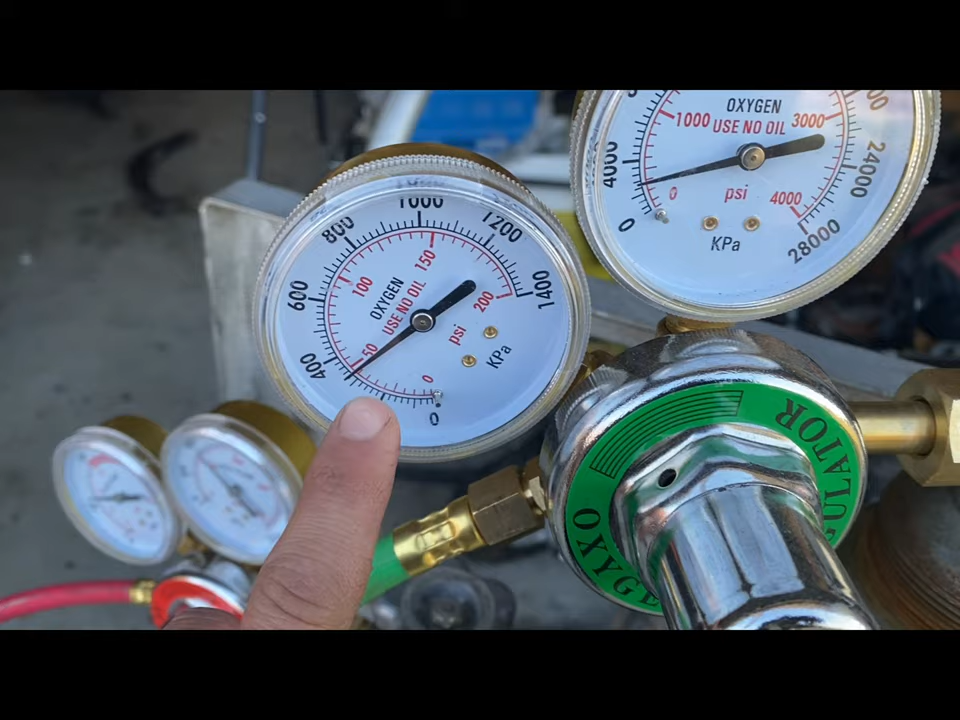 1000
800
1200
600
150
100
1400
OXYGEN
USE NO OIL
200
50
psi
400
KPa
0
0
OXYGEN
1000
USE NO OIL
3000
4000
24000
0
psi
4000
0
KPa
28000
OXYGEN
REGULATOR